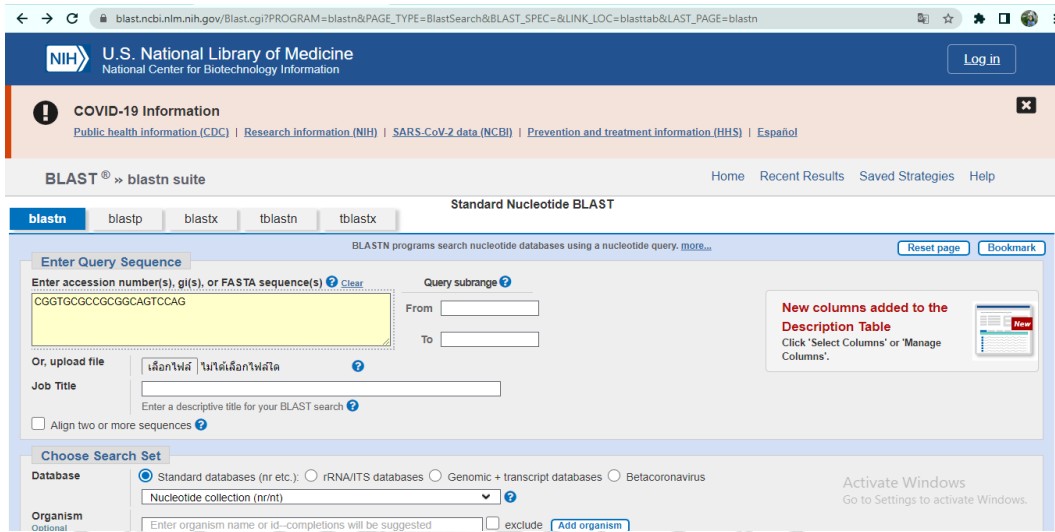 blast.ncbi.nlm.nih.gov/Blast.cgi?PROGRAM=blastn&PAGE_TYPE=BlastSearch&BLAST_SPEC=&LINK_LOC=blasttab&LAST_PAGE=blastn
NIH U.S. National Library of Medicine
National Center for Biotechnology Information
Log in
COVID-19 Information
Public health information (CDC) | Research information (NIH) | SARS-CoV-2 data (NCBI) | Prevention and treatment information (HHS) | Español
BLAST ® » blastn suite
Home Recent Results Saved Strategies Help
Standard Nucleotide BLAST
blastn blastp blastx tblastn tblastx
BLASTN programs search nucleotide databases using a nucleotide query. more...
Reset page Bookmark
Enter Query Sequence
Enter accession number(s), gi(s), or FASTA sequence(s) ? Clear
Query subrange ?
CGGTGCGCCGCGGCAGTCCAG
From
To
New columns added to the
Description Table
Click 'Select Columns' or 'Manage
Columns'.
New
Or, upload file เลือกไฟล์ ไม่ได้เลือกไฟล์ใด ?
Job Title
Enter a descriptive title for your BLAST search ?
Align two or more sequences ?
Choose Search Set
Database Standard databases (nr etc.): rRNA/ITS databases Genomic + transcript databases Betacoronavirus
Nucleotide collection (nr/nt) ?
Activate Windows
Go to Settings to activate Windows.
Organism
Optional
Enter organism name or id--completions will be suggested exclude Add organism